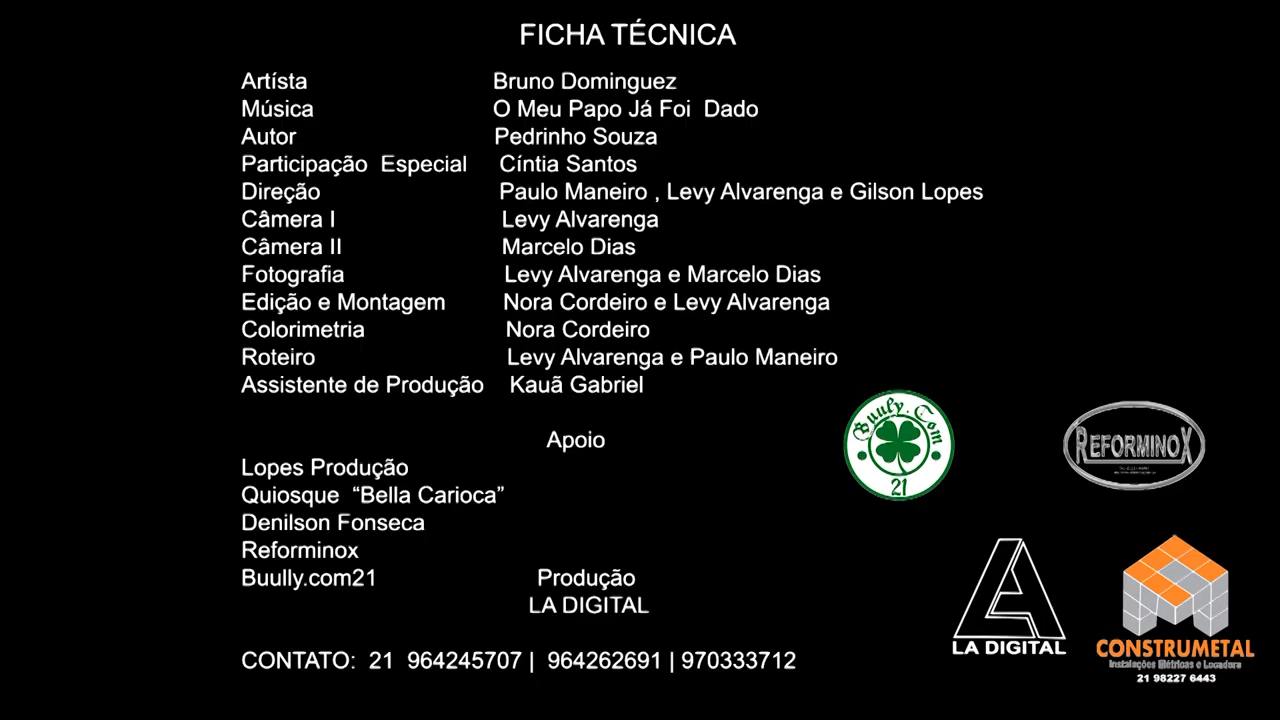 FICHA TÉCNICA
Artísta Bruno Dominguez
Música O Meu Papo Já Foi Dado
Autor Pedrinho Souza
Participação Especial Cíntia Santos
Direção Paulo Maneiro , Levy Alvarenga e Gilson Lopes
Câmera I Levy Alvarenga
Câmera II Marcelo Dias
Fotografia Levy Alvarenga e Marcelo Dias
Edição e Montagem Nora Cordeiro e Levy Alvarenga
Colorimetria Nora Cordeiro
Roteiro Levy Alvarenga e Paulo Maneiro
Assistente de Produção Kauã Gabriel
Apoio
Lopes Produção
Quiosque “Bella Carioca”
Denilson Fonseca
Reforminox
Buully.com21 Produção
LA DIGITAL
CONTATO: 21 964245707 | 964262691 | 970333712
Buuly.Com
21
REFORMINOX
LA DIGITAL
CONSTRUMETAL
Instalações Elétricas e Locadora
21 98227 6443